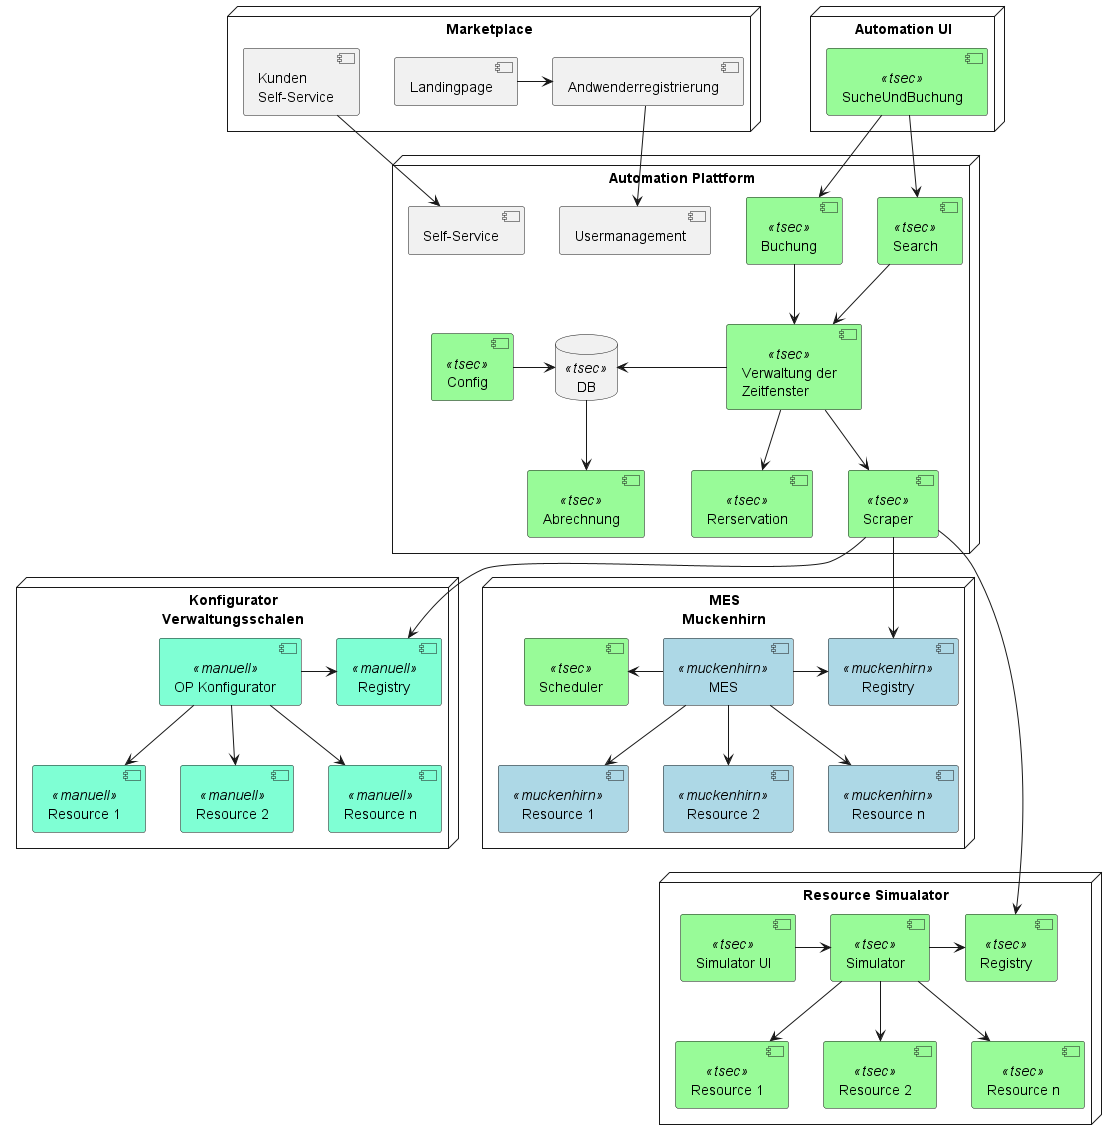 Marketplace
Automation UI
Kunden
Self-Service
Landingpage
Andwenderregistrierung
«tsec»
SucheUndBuchung
Automation Plattform
Self-Service
Usermanagement
«tsec»
Buchung
«tsec»
Search
«tsec»
Config
«tsec»
DB
«tsec»
Verwaltung der
Zeitfenster
«tsec»
Abrechnung
«tsec»
Rerservation
«tsec»
Scraper
Konfigurator
Verwaltungsschalen
«manuell»
OP Konfigurator
«manuell»
Registry
«manuell»
Resource 1
«manuell»
Resource 2
«manuell»
Resource n
MES
Muckenhirn
«tsec»
Scheduler
«muckenhirn»
MES
«muckenhirn»
Registry
«muckenhirn»
Resource 1
«muckenhirn»
Resource 2
«muckenhirn»
Resource n
Resource Simualator
«tsec»
Simulator UI
«tsec»
Simulator
«tsec»
Registry
«tsec»
Resource 1
«tsec»
Resource 2
«tsec»
Resource n